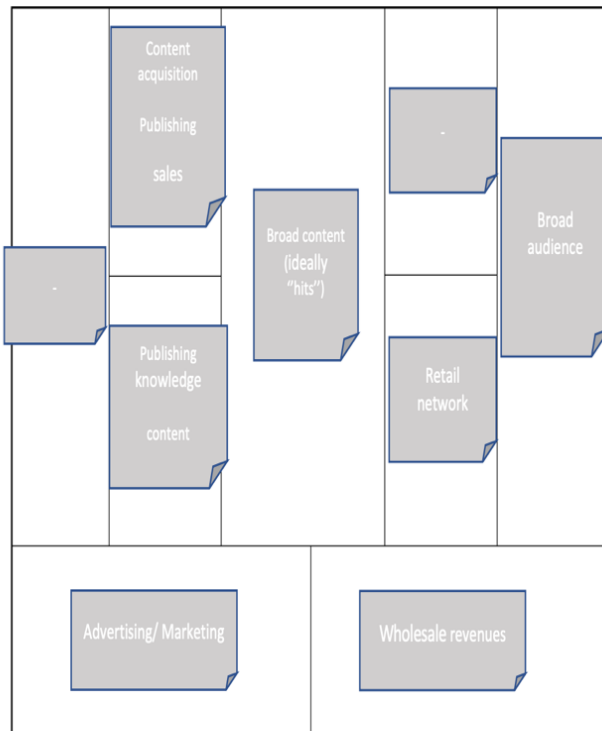 -
Content
acquisition
Publishing
sales
Publishing
knowledge
content
Broad content
(ideally
“hits”)
-
Retail
network
Broad
audience
Advertising/ Marketing
Wholesale revenues